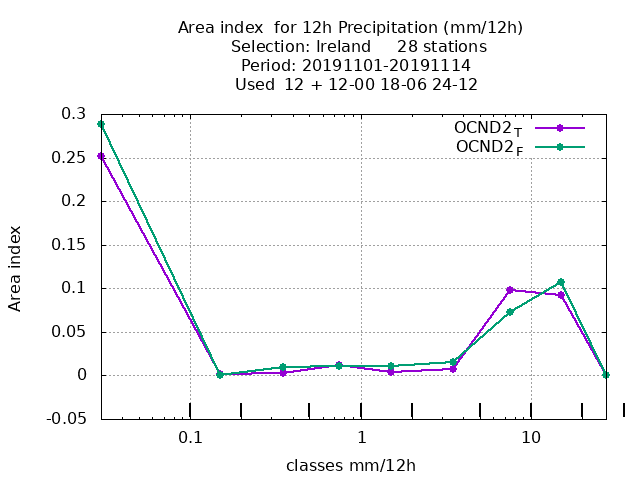 Area index  for 12h Precipitation (mm/12h)
Selection: Ireland     28 stations
Period: 20191101-20191114
Used  12 + 12-00 18-06 24-12
0.3
0.25
0.2
0.15
0.1
0.05
0
-0.05
Area index
OCND2_T
OCND2_F
0.1
1
10
classes mm/12h